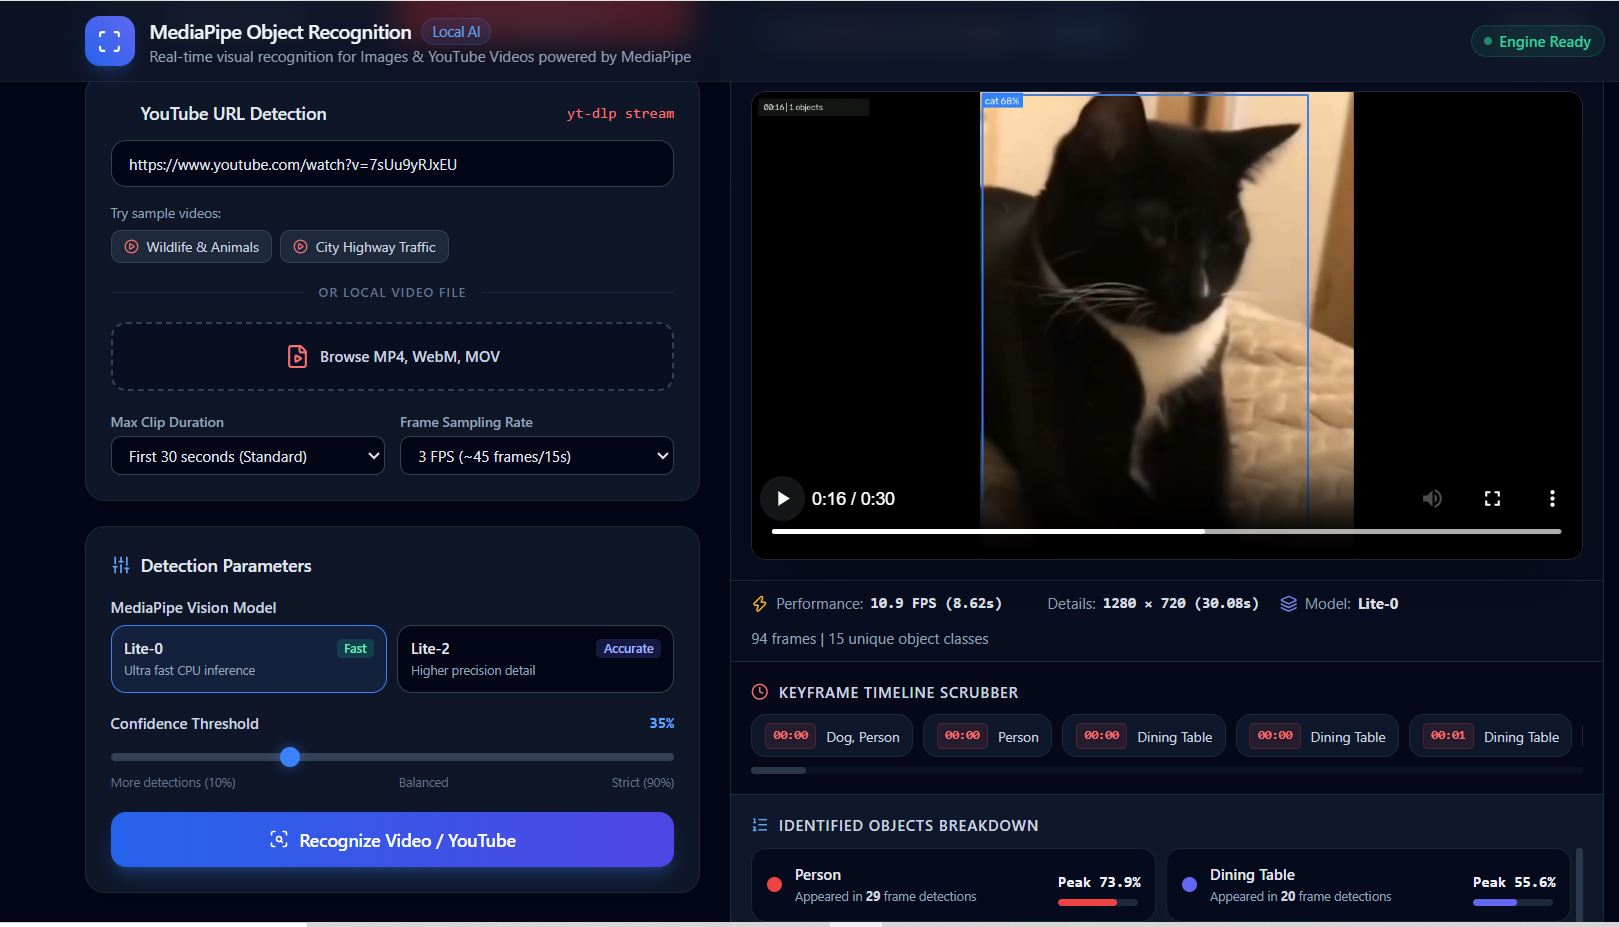 MediaPipe Object Recognition Local AI
Real-time visual recognition for Images & YouTube Videos powered by MediaPipe
Engine Ready
YouTube URL Detection
yt-dlp stream
https://www.youtube.com/watch?v=7sUu9yRJxEU
Try sample videos:
Wildlife & Animals
City Highway Traffic
OR LOCAL VIDEO FILE
Browse MP4, WebM, MOV
Max Clip Duration
First 30 seconds (Standard)
Frame Sampling Rate
3 FPS (~45 frames/15s)
Detection Parameters
MediaPipe Vision Model
Lite-0 Fast
Ultra fast CPU inference
Lite-2 Accurate
Higher precision detail
Confidence Threshold 35%
More detections (10%) Balanced Strict (90%)
Recognize Video / YouTube
00:16 | 1 objects
cat 68%
0:16 / 0:30
Performance: 10.9 FPS (8.62s) Details: 1280 × 720 (30.08s) Model: Lite-0
94 frames | 15 unique object classes
KEYFRAME TIMELINE SCRUBBER
00:00 Dog, Person
00:00 Person
00:00 Dining Table
00:00 Dining Table
00:01 Dining Table
IDENTIFIED OBJECTS BREAKDOWN
Person
Appeared in 29 frame detections
Peak 73.9%
Dining Table
Appeared in 20 frame detections
Peak 55.6%